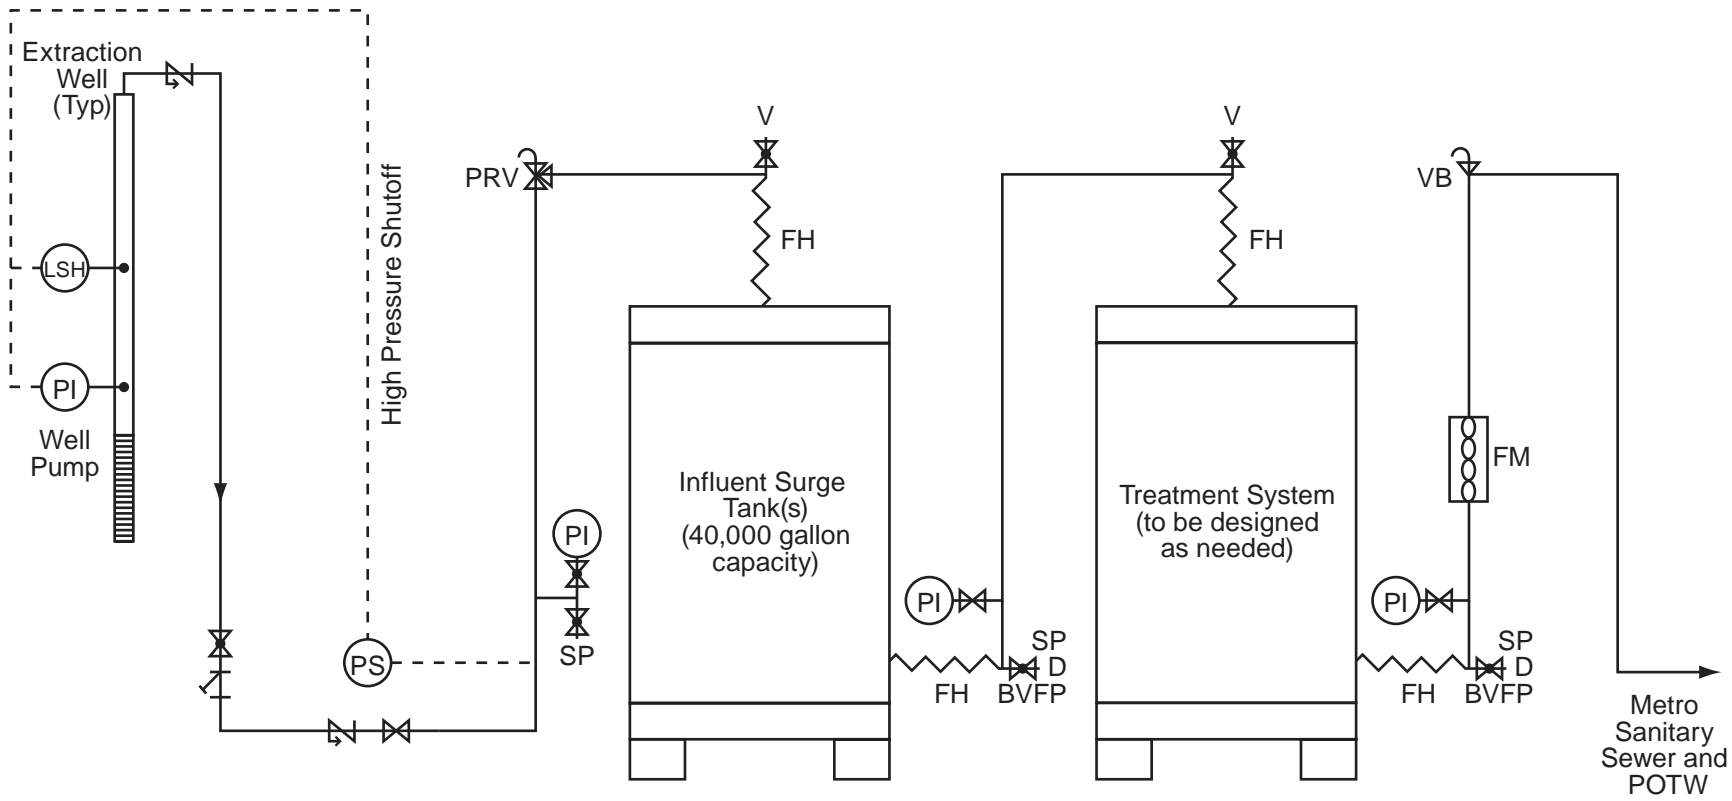 Extraction
Well
(Typ)
LSH
PI
Well
Pump
High Pressure Shutoff
PS
PRV
PI
SP
V
FH
Influent Surge
Tank(s)
(40,000 gallon
capacity)
PI
SP
D
FH
BVFP
V
FH
Treatment System
(to be designed
as needed)
PI
SP
D
FH
BVFP
VB
FM
Metro
Sanitary
Sewer and
POTW